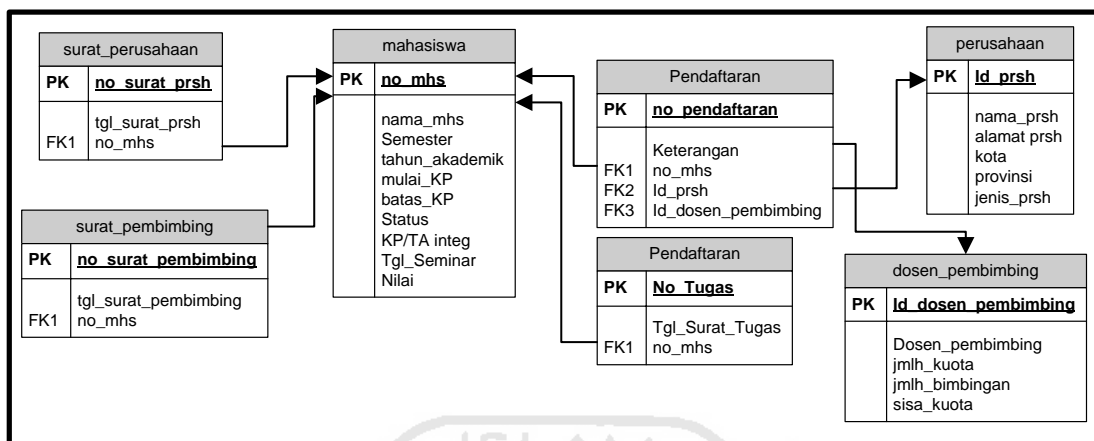 surat_perusahaan
PK no_surat_prsh
tgl_surat_prsh
FK1 no_mhs
surat_pembimbing
PK no_surat_pembimbing
tgl_surat_pembimbing
FK1 no_mhs
mahasiswa
PK no_mhs
nama_mhs
Semester
tahun_akademik
mulai_KP
batas_KP
Status
KP/TA integ
Tgl_Seminar
Nilai
Pendaftaran
PK no_pendaftaran
Keterangan
FK1 no_mhs
FK2 Id_prsh
FK3 Id_dosen_pembimbing
Pendaftaran
PK No_Tugas
Tgl_Surat_Tugas
FK1 no_mhs
perusahaan
PK Id_prsh
nama_prsh
alamat prsh
kota
provinsi
jenis_prsh
dosen_pembimbing
PK Id_dosen_pembimbing
Dosen_pembimbing
jmlh_kuota
jmlh_bimbingan
sisa_kuota